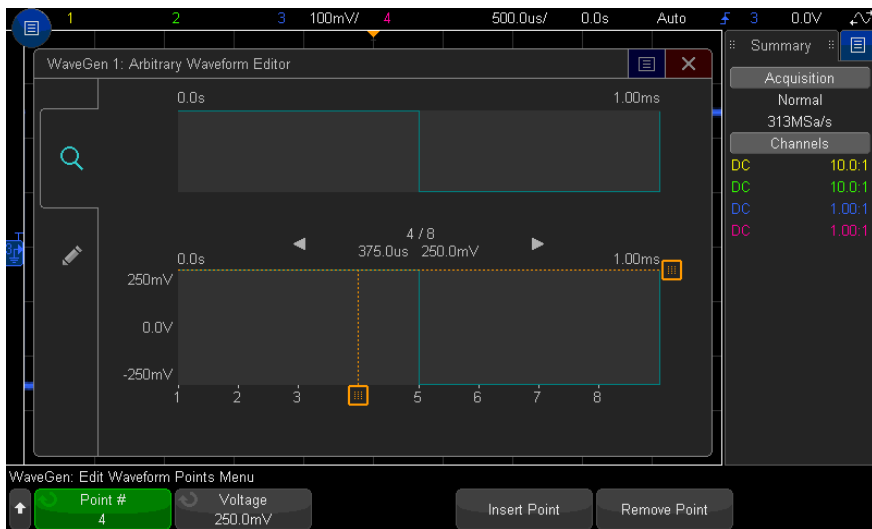 1 2 3 100mV/ 4 500.0us/ 0.0s Auto 3 0.0V
Summary
WaveGen 1: Arbitrary Waveform Editor
Acquisition
Normal
313MSa/s
Channels
DC 10.0:1
DC 10.0:1
DC 1.00:1
DC 1.00:1
0.0s 1.00ms
4 / 8
375.0us 250.0mV
0.0s 1.00ms
250mV
0.0V
-250mV
1 2 3 5 6 7 8
WaveGen: Edit Waveform Points Menu
Point #
4
Voltage
250.0mV
Insert Point
Remove Point